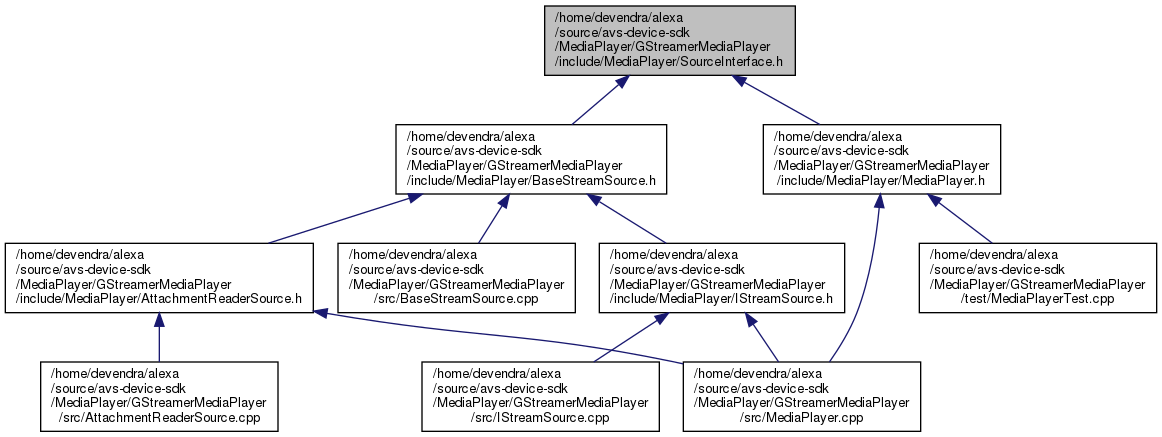 /home/devendra/alexa
/source/avs-device-sdk
/MediaPlayer/GStreamerMediaPlayer
/include/MediaPlayer/SourceInterface.h
/home/devendra/alexa
/source/avs-device-sdk
/MediaPlayer/GStreamerMediaPlayer
/include/MediaPlayer/BaseStreamSource.h
/home/devendra/alexa
/source/avs-device-sdk
/MediaPlayer/GStreamerMediaPlayer
/include/MediaPlayer/MediaPlayer.h
/home/devendra/alexa
/source/avs-device-sdk
/MediaPlayer/GStreamerMediaPlayer
/include/MediaPlayer/AttachmentReaderSource.h
/home/devendra/alexa
/source/avs-device-sdk
/MediaPlayer/GStreamerMediaPlayer
/src/BaseStreamSource.cpp
/home/devendra/alexa
/source/avs-device-sdk
/MediaPlayer/GStreamerMediaPlayer
/include/MediaPlayer/IStreamSource.h
/home/devendra/alexa
/source/avs-device-sdk
/MediaPlayer/GStreamerMediaPlayer
/test/MediaPlayerTest.cpp
/home/devendra/alexa
/source/avs-device-sdk
/MediaPlayer/GStreamerMediaPlayer
/src/AttachmentReaderSource.cpp
/home/devendra/alexa
/source/avs-device-sdk
/MediaPlayer/GStreamerMediaPlayer
/src/IStreamSource.cpp
/home/devendra/alexa
/source/avs-device-sdk
/MediaPlayer/GStreamerMediaPlayer
/src/MediaPlayer.cpp